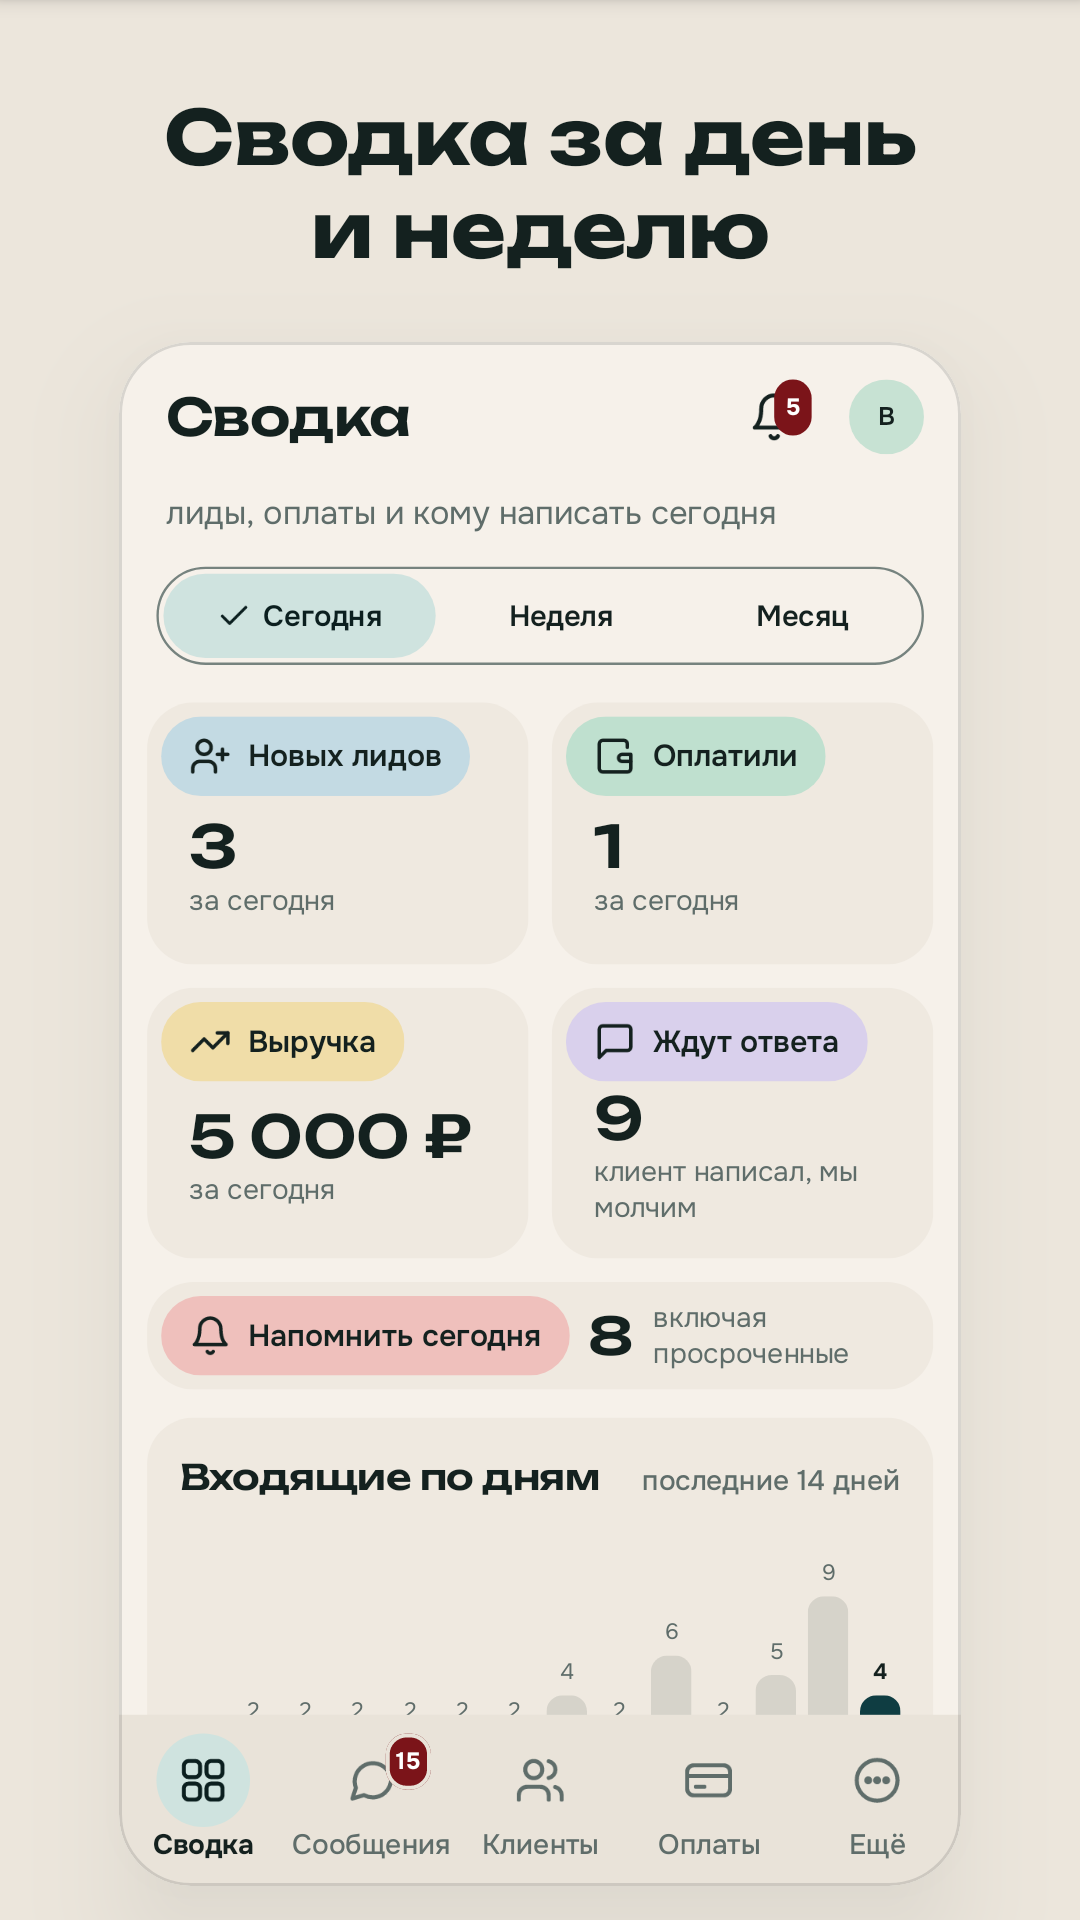 Сводка за день
и неделю
Сводка
5
В
лиды, оплаты и кому написать сегодня
Сегодня
Неделя
Месяц
Новых лидов
3
за сегодня
Оплатили
1
за сегодня
Выручка
5 000 ₽
за сегодня
Ждут ответа
9
клиент написал, мы
молчим
Напомнить сегодня
8
включая
просроченные
Входящие по дням
последние 14 дней
2 2 2 2 2 2 4 2 6 2 5 9 4
Сводка
15
Сообщения
Клиенты
Оплаты
Ещё